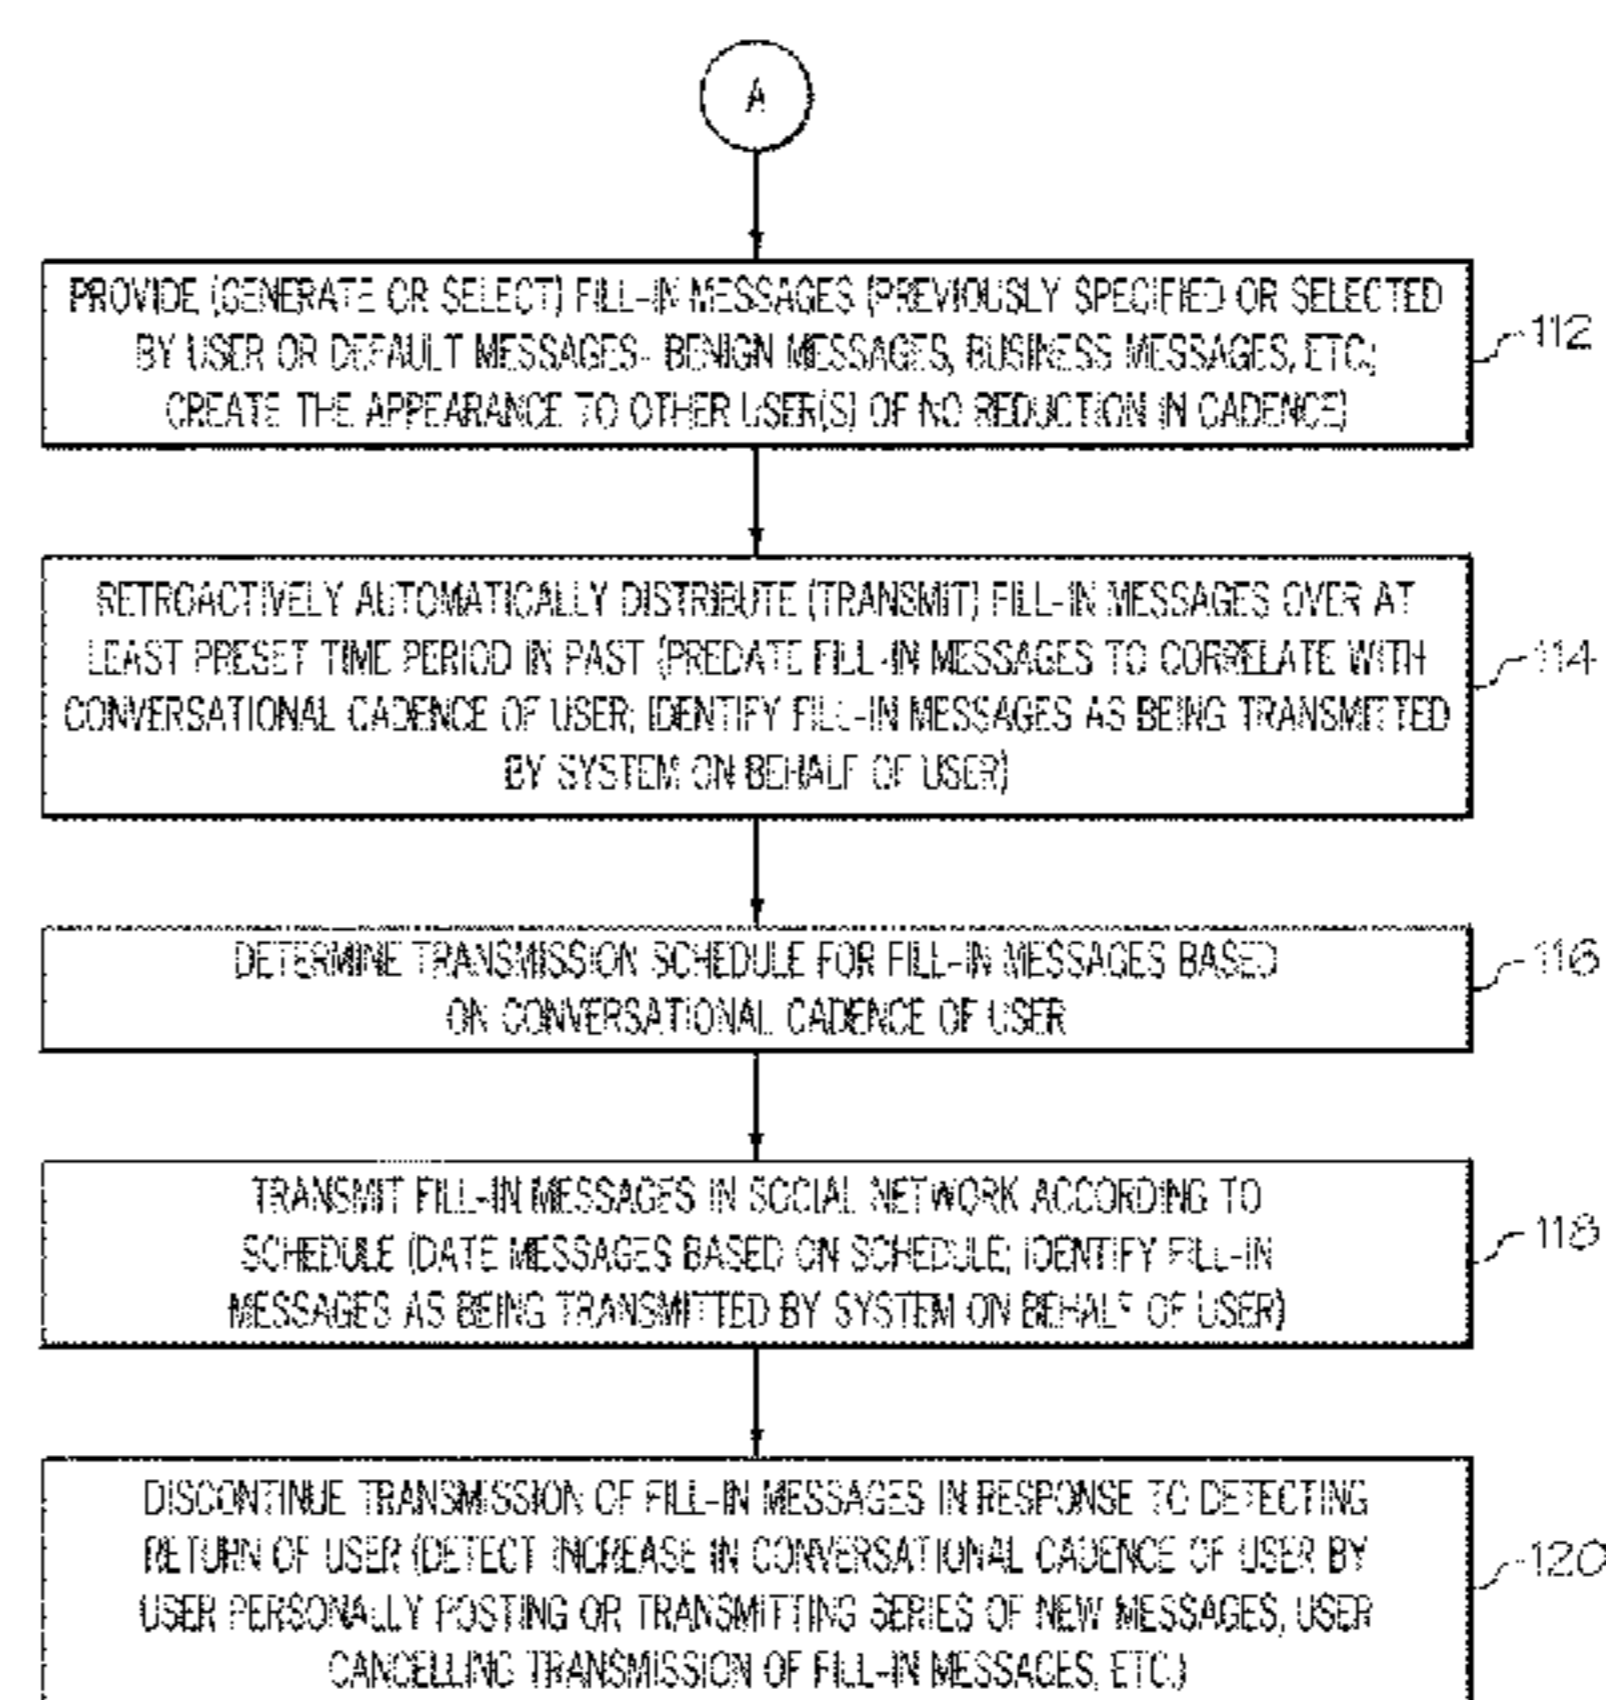 A
PROVIDE (GENERATE OR SELECT) FILL-IN MESSAGES (PREVIOUSLY SPECIFIED OR SELECTED
BY USER OR DEFAULT MESSAGES- BENIGN MESSAGES, BUSINESS MESSAGES, ETC.;
CREATE THE APPEARANCE TO OTHER USER(S) OF NO REDUCTION IN CADENCE)
112
RETROACTIVELY AUTOMATICALLY DISTRIBUTE (TRANSMIT) FILL-IN MESSAGES OVER AT
LEAST PRESET TIME PERIOD IN PAST (PREDATE FILL-IN MESSAGES TO CORRELATE WITH
CONVERSATIONAL CADENCE OF USER; IDENTIFY FILL-IN MESSAGES AS BEING TRANSMITTED
BY SYSTEM ON BEHALF OF USER)
114
DETERMINE TRANSMISSION SCHEDULE FOR FILL-IN MESSAGES BASED
ON CONVERSATIONAL CADENCE OF USER
116
TRANSMIT FILL-IN MESSAGES IN SOCIAL NETWORK ACCORDING TO
SCHEDULE (DATE MESSAGES BASED ON SCHEDULE; IDENTIFY FILL-IN
MESSAGES AS BEING TRANSMITTED BY SYSTEM ON BEHALF OF USER)
118
DISCONTINUE TRANSMISSION OF FILL-IN MESSAGES IN RESPONSE TO DETECTING
RETURN OF USER (DETECT INCREASE IN CONVERSATIONAL CADENCE OF USER BY
USER PERSONALLY POSTING OR TRANSMITTING SERIES OF NEW MESSAGES, USER
CANCELLING TRANSMISSION OF FILL-IN MESSAGES, ETC.)
120